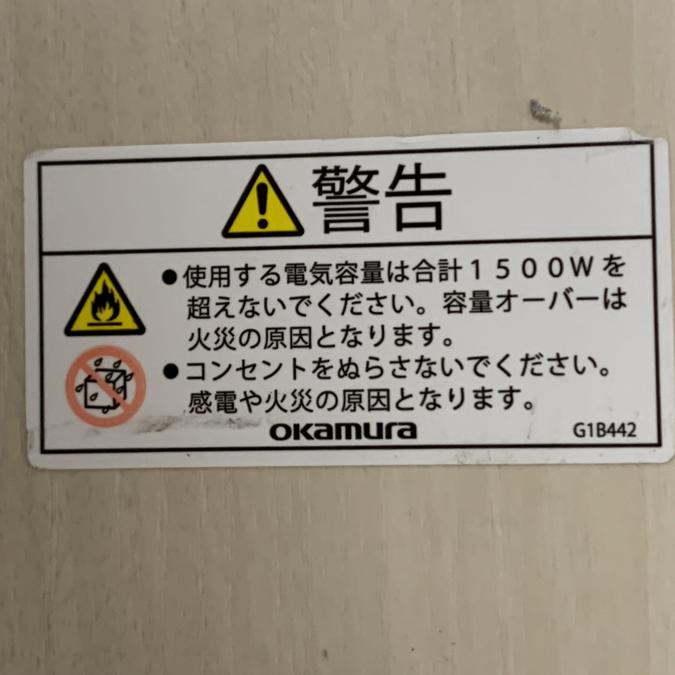 警告
●使用する電気容量は合計１５００Ｗを
超えないでください。容量オーバーは
火災の原因となります。
●コンセントをぬらさないでください。
感電や火災の原因となります。
okamura
G1B442